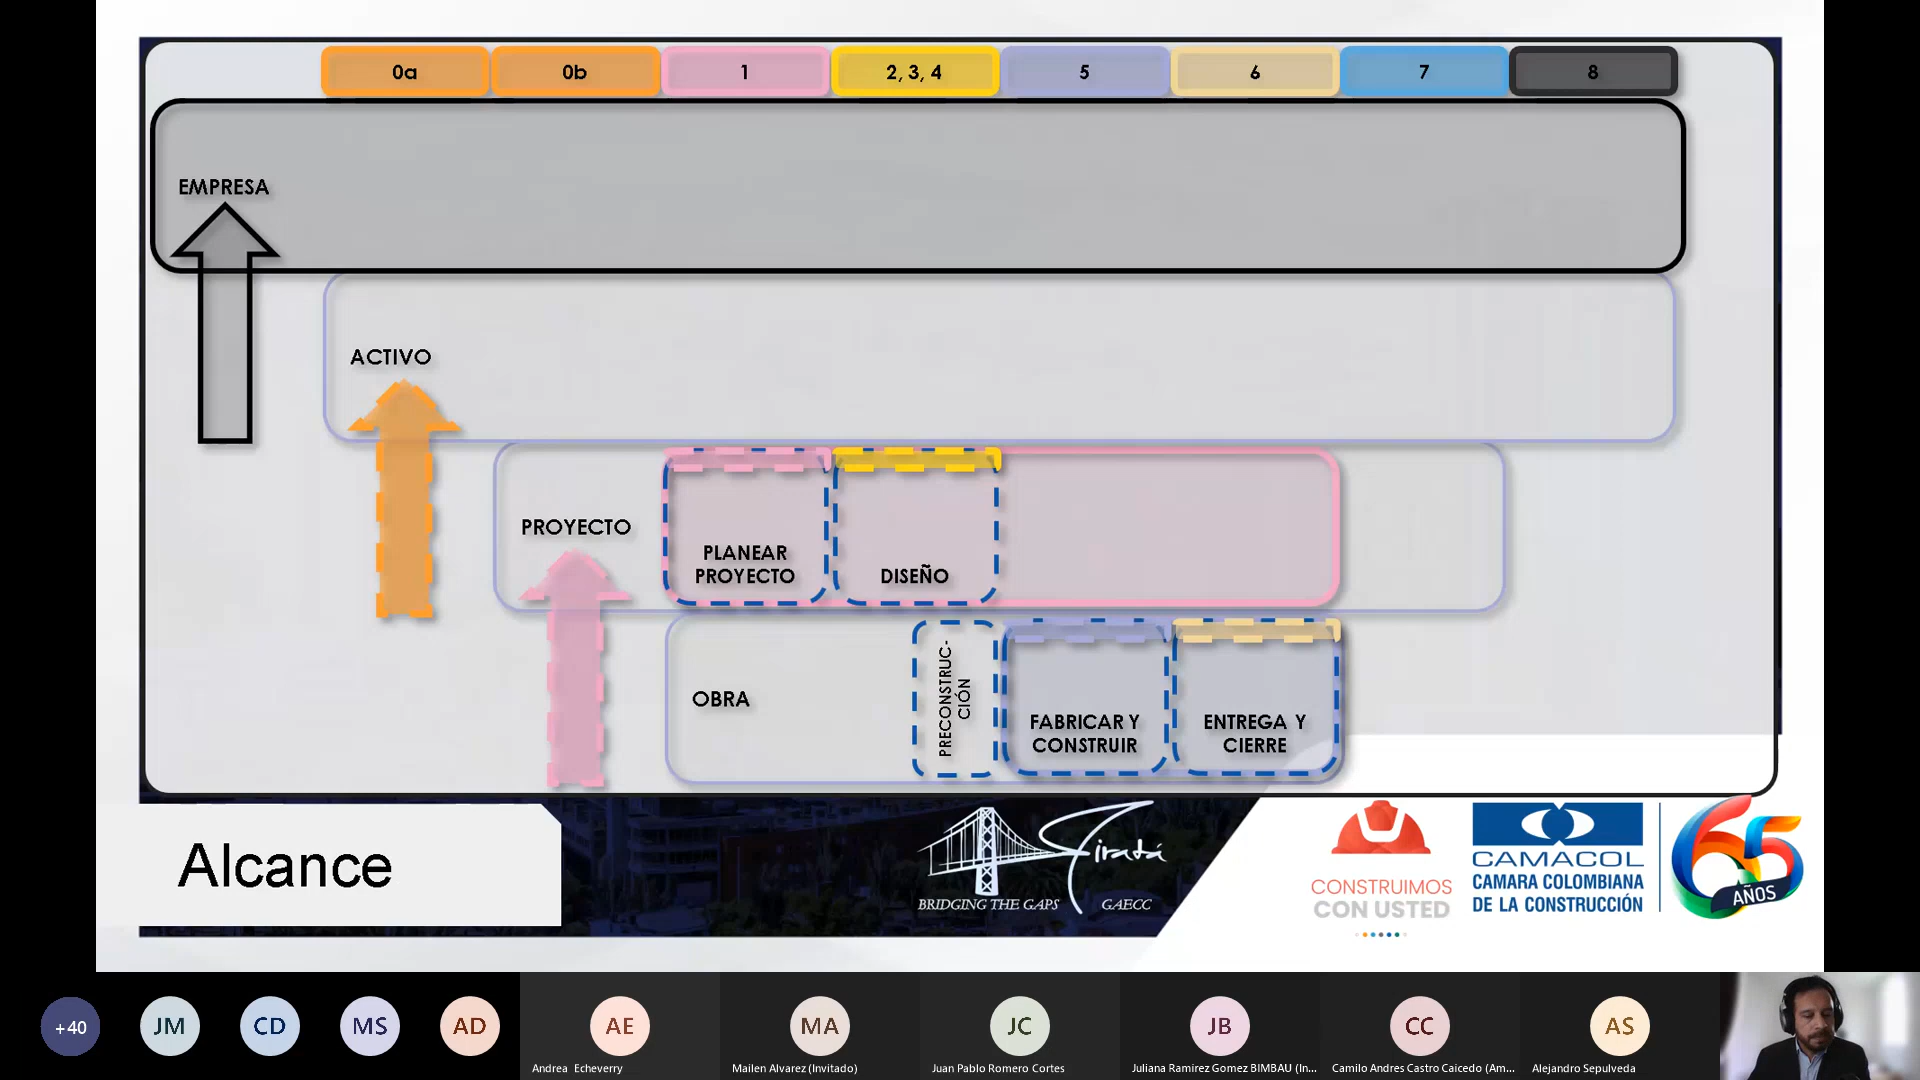 0a 0b 1 2, 3, 4 5 6 7 8
EMPRESA
ACTIVO
PROYECTO
PLANEAR
PROYECTO
DISEÑO
OBRA
PRECONSTRUC-
CIÓN
FABRICAR Y
CONSTRUIR
ENTREGA Y
CIERRE
Alcance
Giratá
BRIDGING THE GAPS GAECC
CONSTRUIMOS
CON USTED
CAMACOL
CAMARA COLOMBIANA
DE LA CONSTRUCCIÓN
65
AÑOS
+40 JM CD MS AD AE MA JC JB CC AS
Andrea Echeverry
Mailen Alvarez (Invitado)
Juan Pablo Romero Cortes
Juliana Ramirez Gomez BIMBAU (In...
Camilo Andres Castro Caicedo (Am...
Alejandro Sepulveda